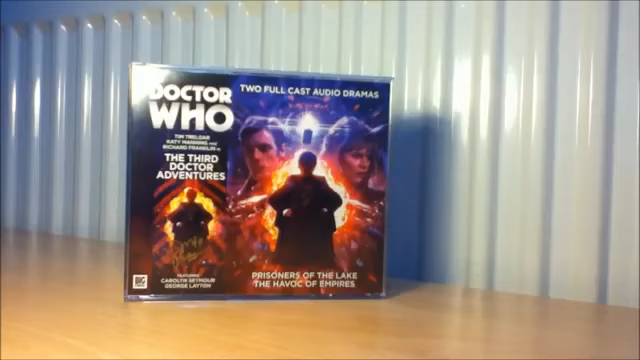 DOCTOR
WHO
TIM TRELOAR
KATY MANNING AND
RICHARD FRANKLIN IN
THE THIRD
DOCTOR
ADVENTURES
FEATURING
CAROLYN SEYMOUR
GEORGE LAYTON
BIG
TWO FULL CAST AUDIO DRAMAS
PRISONERS OF THE LAKE
THE HAVOC OF EMPIRES